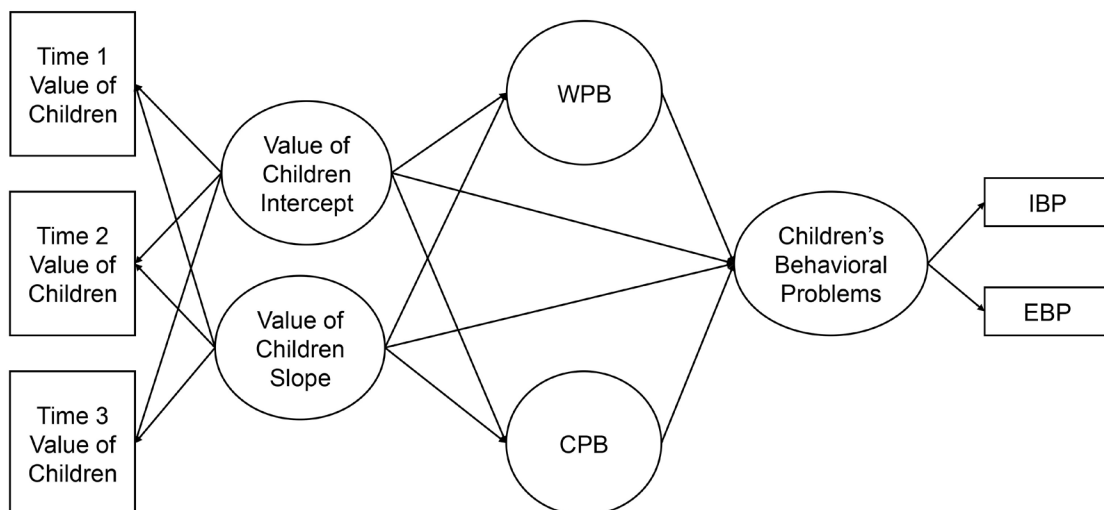 Time 1
Value of
Children
Time 2
Value of
Children
Time 3
Value of
Children
Value of
Children
Intercept
Value of
Children
Slope
WPB
CPB
Children’s
Behavioral
Problems
IBP
EBP